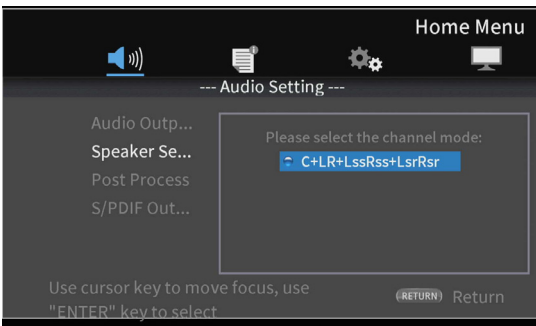 Home Menu
--- Audio Setting ---
Audio Outp...
Speaker Se...
Post Process
S/PDIF Out...
Please select the channel mode:
C+LR+LssRss+LsrRsr
Use cursor key to move focus, use
"ENTER" key to select
RETURN Return